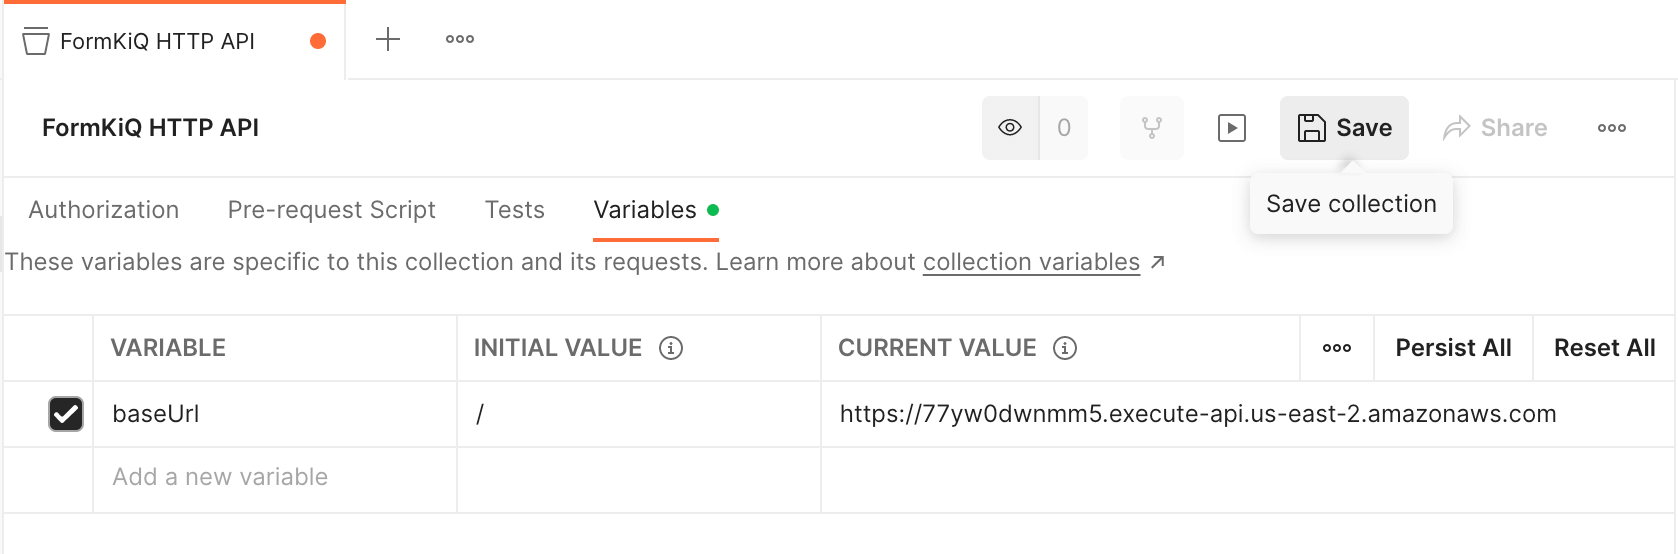 FormKiQ HTTP API
FormKiQ HTTP API 0 Save Share
Save collection
Authorization Pre-request Script Tests Variables
These variables are specific to this collection and its requests. Learn more about collection variables ↗
VARIABLE INITIAL VALUE CURRENT VALUE Persist All Reset All
baseUrl / https://77yw0dwnmm5.execute-api.us-east-2.amazonaws.com
Add a new variable